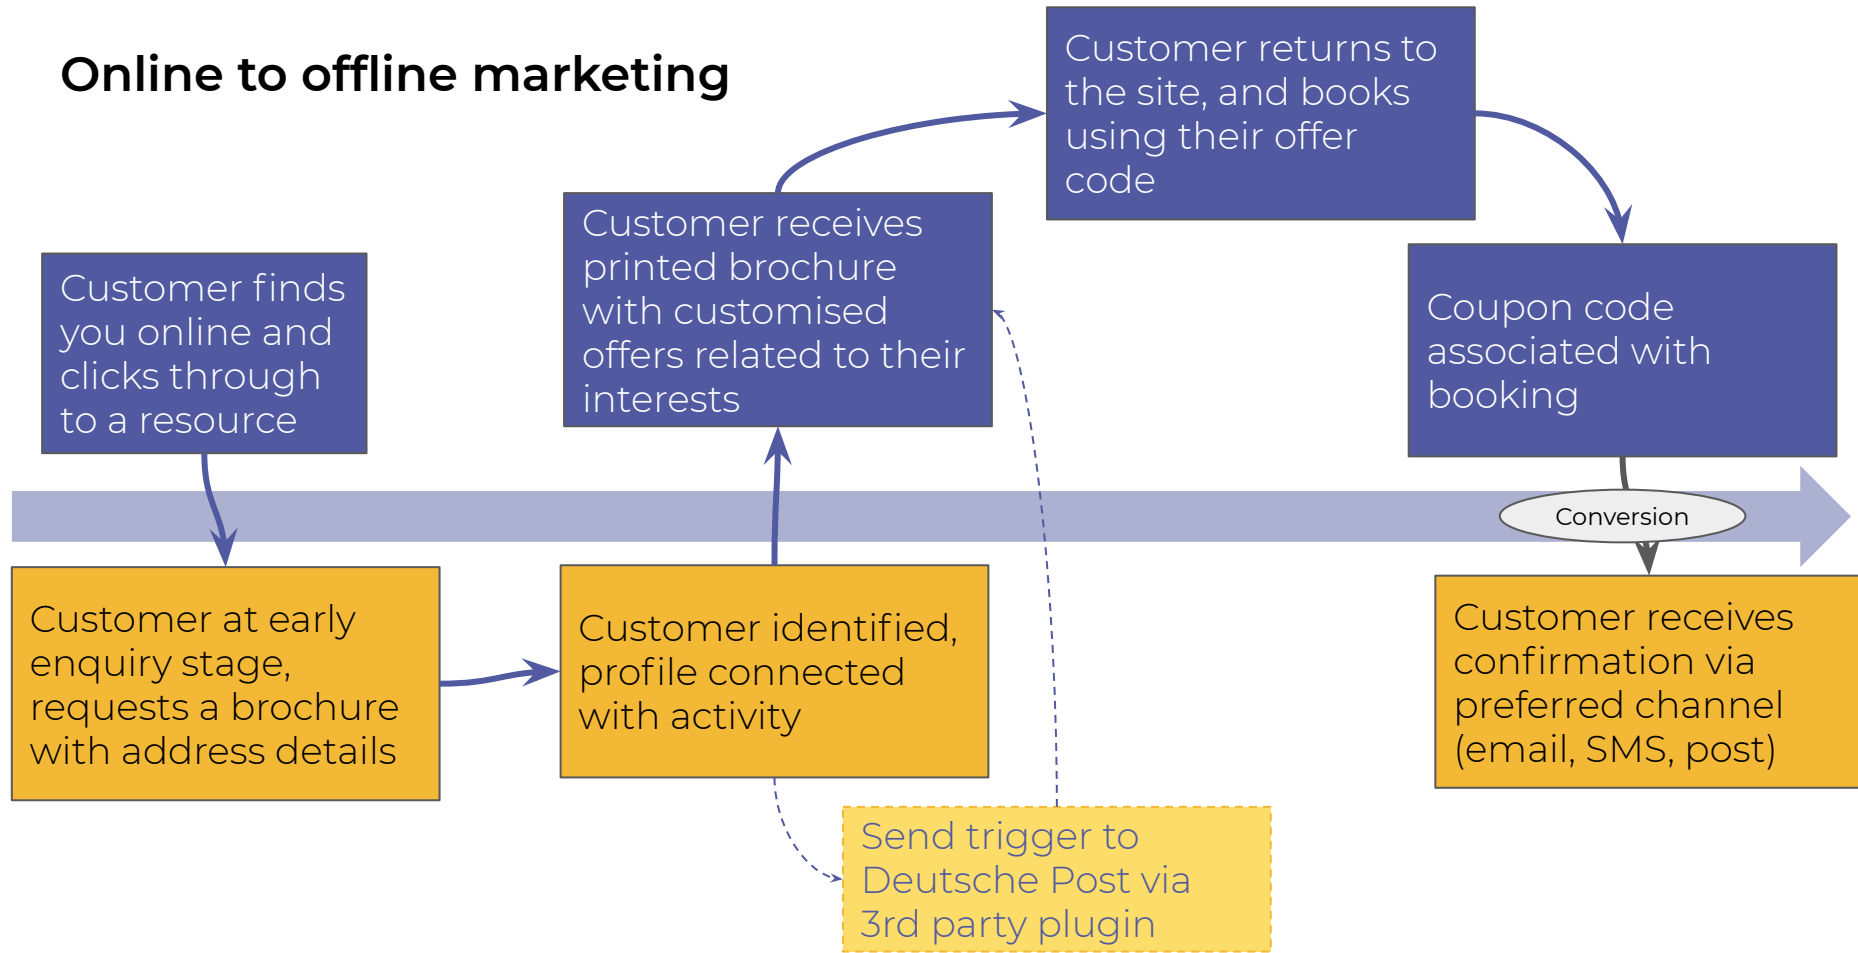 Online to offline marketing
Customer finds
you online and
clicks through
to a resource
Customer at early
enquiry stage,
requests a brochure
with address details
Customer identified,
profile connected
with activity
Send trigger to
Deutsche Post via
3rd party plugin
Customer receives
printed brochure
with customised
offers related to their
interests
Customer returns to
the site, and books
using their offer
code
Coupon code
associated with
booking
Conversion
Customer receives
confirmation via
preferred channel
(email, SMS, post)